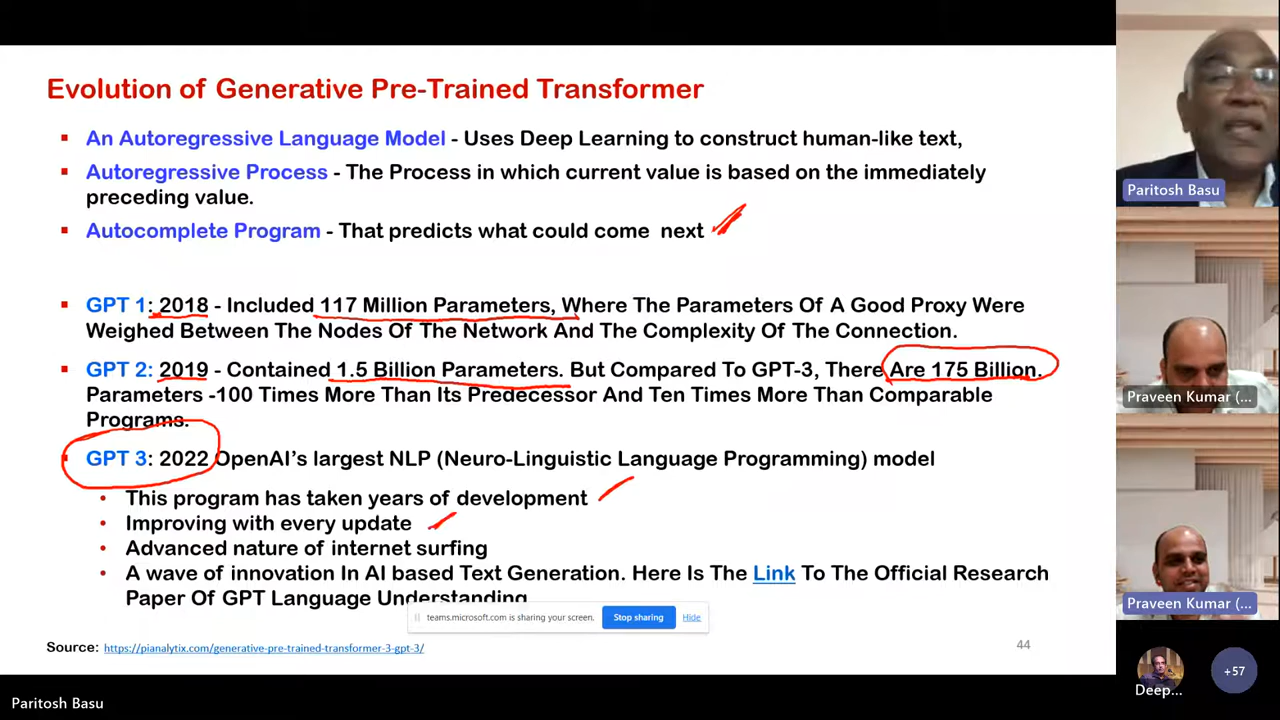 Evolution of Generative Pre-Trained Transformer
▪ An Autoregressive Language Model - Uses Deep Learning to construct human-like text,
▪ Autoregressive Process - The Process in which current value is based on the immediately
preceding value.
▪ Autocomplete Program - That predicts what could come next
▪ GPT 1: 2018 - Included 117 Million Parameters, Where The Parameters Of A Good Proxy Were
Weighed Between The Nodes Of The Network And The Complexity Of The Connection.
▪ GPT 2: 2019 - Contained 1.5 Billion Parameters. But Compared To GPT-3, There Are 175 Billion.
Parameters -100 Times More Than Its Predecessor And Ten Times More Than Comparable
Programs.
▪ GPT 3: 2022 OpenAI's largest NLP (Neuro-Linguistic Language Programming) model
• This program has taken years of development
• Improving with every update
• Advanced nature of internet surfing
• A wave of innovation In AI based Text Generation. Here Is The Link To The Official Research
Paper Of GPT Language Understanding
teams.microsoft.com is sharing your screen. Stop sharing Hide
Source: https://pianalytix.com/generative-pre-trained-transformer-3-gpt-3/
44
Paritosh Basu
Paritosh Basu
Praveen Kumar (...
Praveen Kumar (...
Deep...
+57